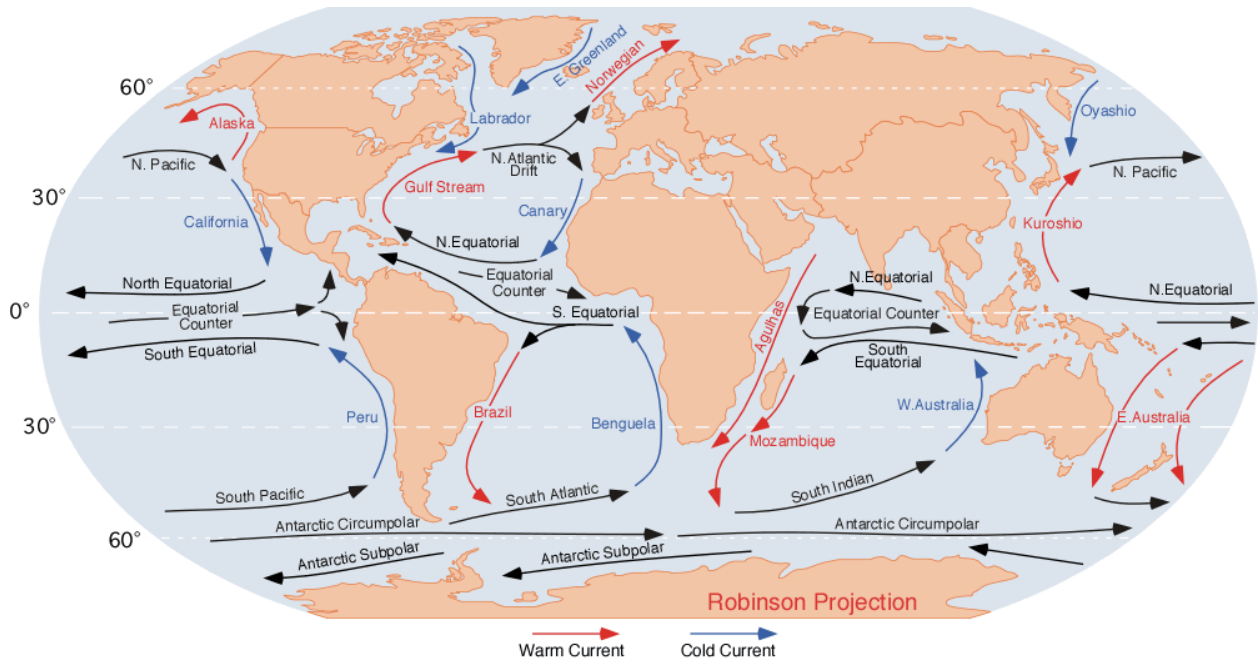 E. Greenland
Norwegian
60°
Alaska
Labrador
Oyashio
N. Pacific
N.Atlantic
Drift
N. Pacific
Gulf Stream
30°
California
Canary
Kuroshio
N.Equatorial
North Equatorial
Equatorial
Counter
N.Equatorial
N.Equatorial
Equatorial
Counter
0°
S. Equatorial
Equatorial Counter
Agulhas
South Equatorial
South
Equatorial
Peru
Brazil
Benguela
W.Australia
E.Australia
30°
Mozambique
South Pacific
South Atlantic
South Indian
Antarctic Circumpolar
Antarctic Circumpolar
60°
Antarctic Subpolar
Antarctic Subpolar
Robinson Projection
Warm Current
Cold Current